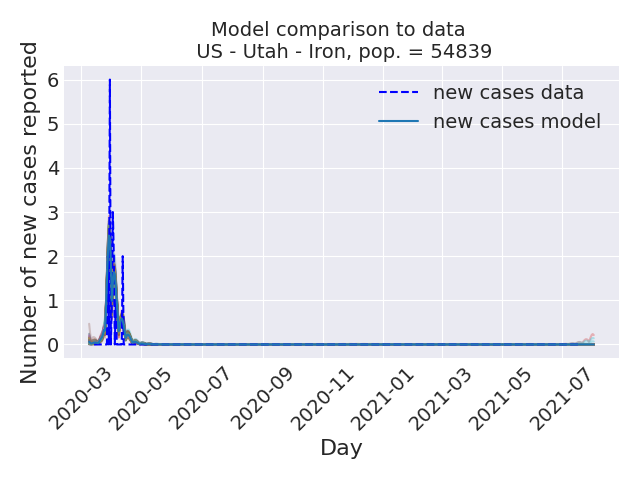 Model comparison to data
US - Utah - Iron, pop. = 54839
Number of new cases reported
6
5
4
3
2
1
0
new cases data
new cases model
2020-03
2020-05
2020-07
2020-09
2020-11
2021-01
2021-03
2021-05
2021-07
Day